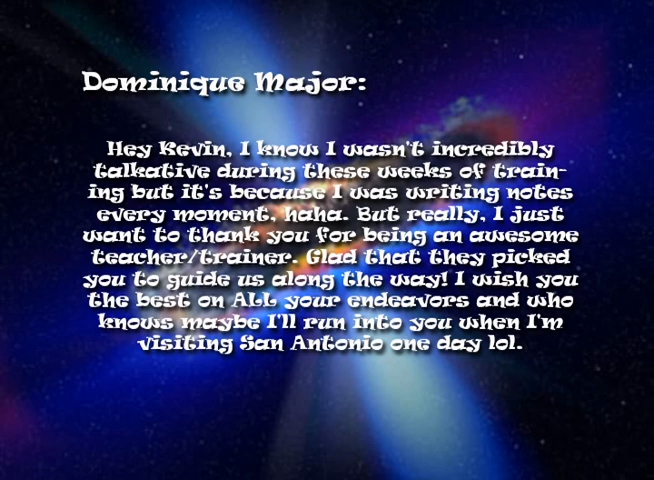 Dominique Major:
Hey Kevin, I know I wasn't incredibly
talkative during these weeks of train-
ing but it's because I was writing notes
every moment, haha. But really, I just
want to thank you for being an awesome
teacher/trainer. Glad that they picked
you to guide us along the way! I wish you
the best on ALL your endeavors and who
knows maybe I'll run into you when I'm
visiting San Antonio one day lol.